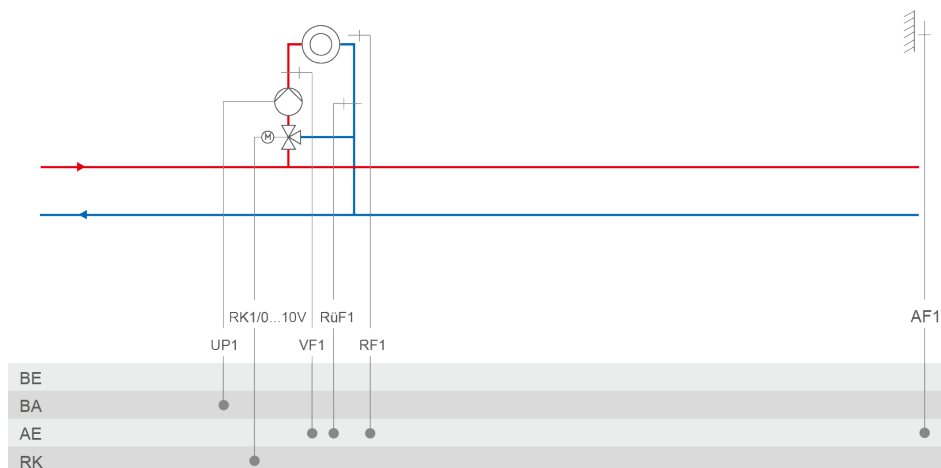 M
RK1/0...10V RüF1 AF1
UP1 VF1 RF1
BE
BA
AE
RK